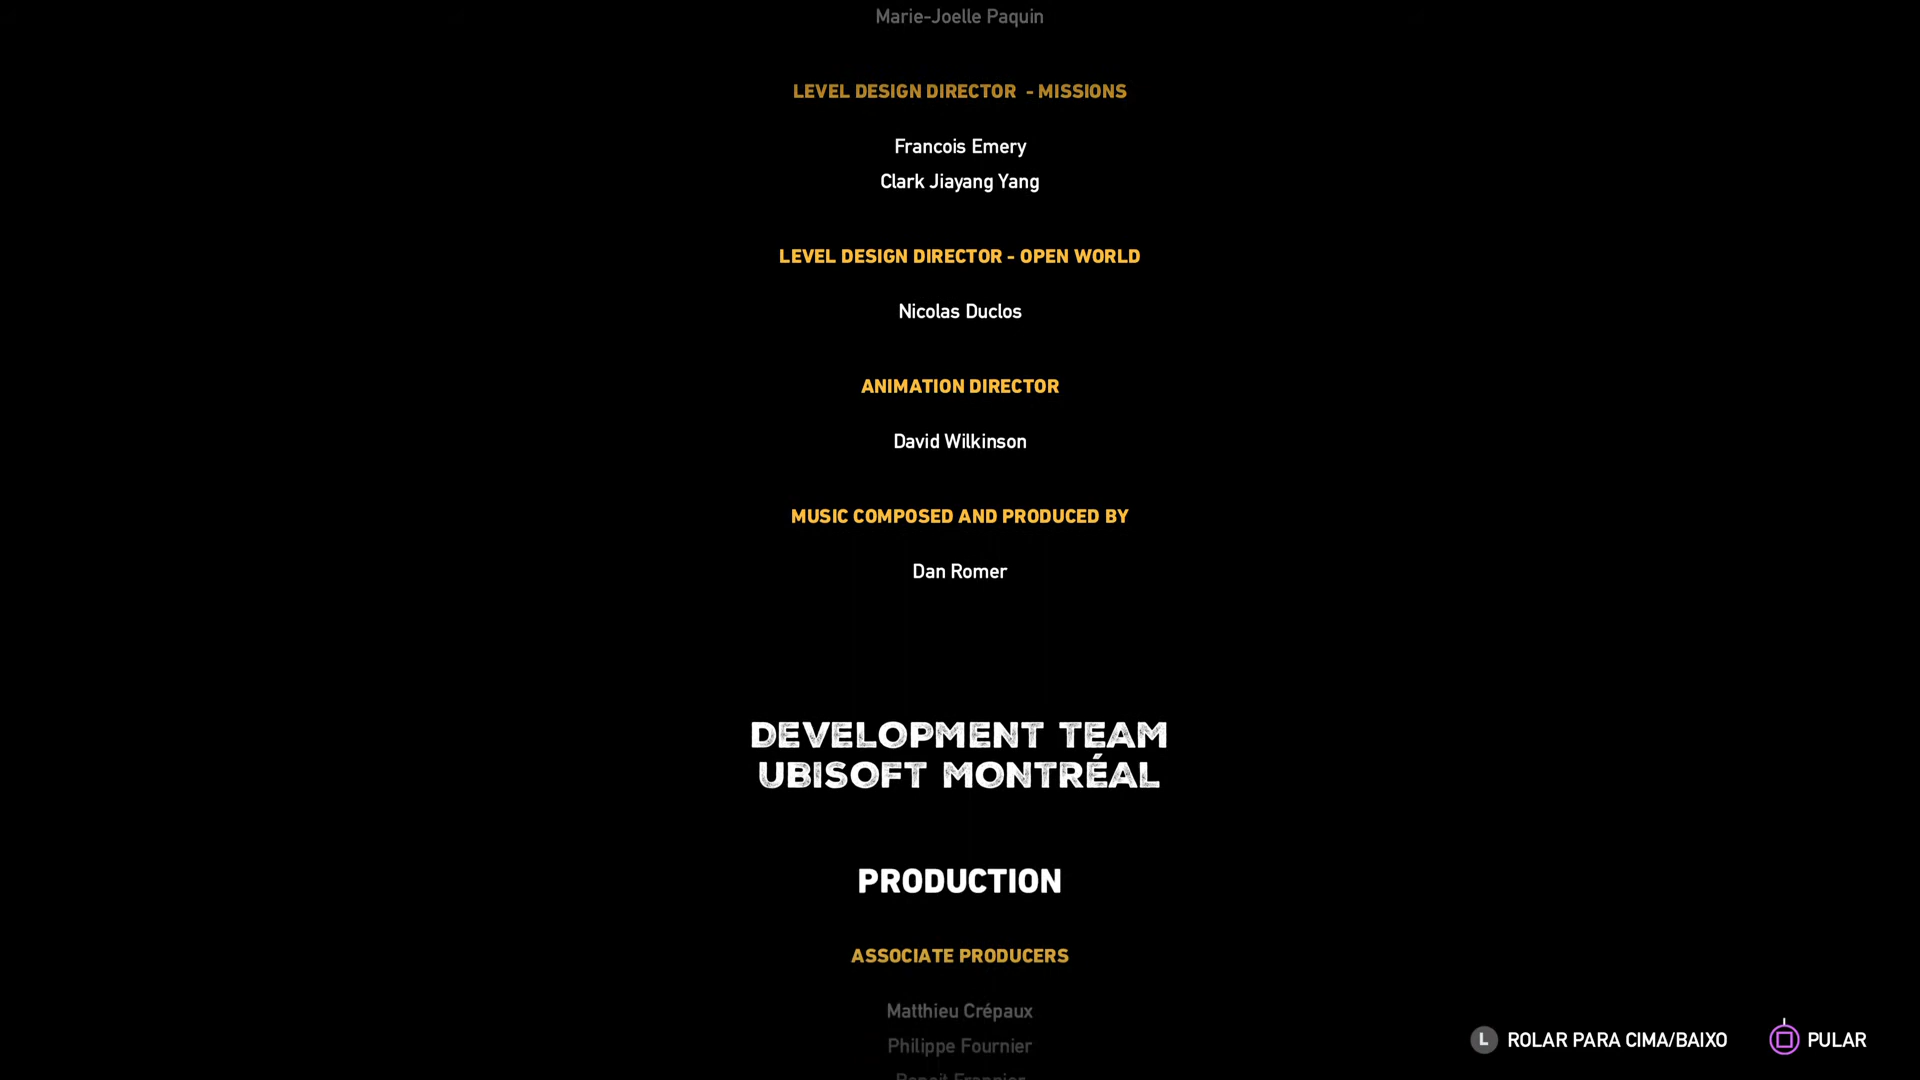 Marie-Joelle Paquin
LEVEL DESIGN DIRECTOR - MISSIONS
Francois Emery
Clark Jiayang Yang
LEVEL DESIGN DIRECTOR - OPEN WORLD
Nicolas Duclos
ANIMATION DIRECTOR
David Wilkinson
MUSIC COMPOSED AND PRODUCED BY
Dan Romer
DEVELOPMENT TEAM
UBISOFT MONTRÉAL
PRODUCTION
ASSOCIATE PRODUCERS
Matthieu Crépaux
Philippe Fournier
L ROLAR PARA CIMA/BAIXO
PULAR